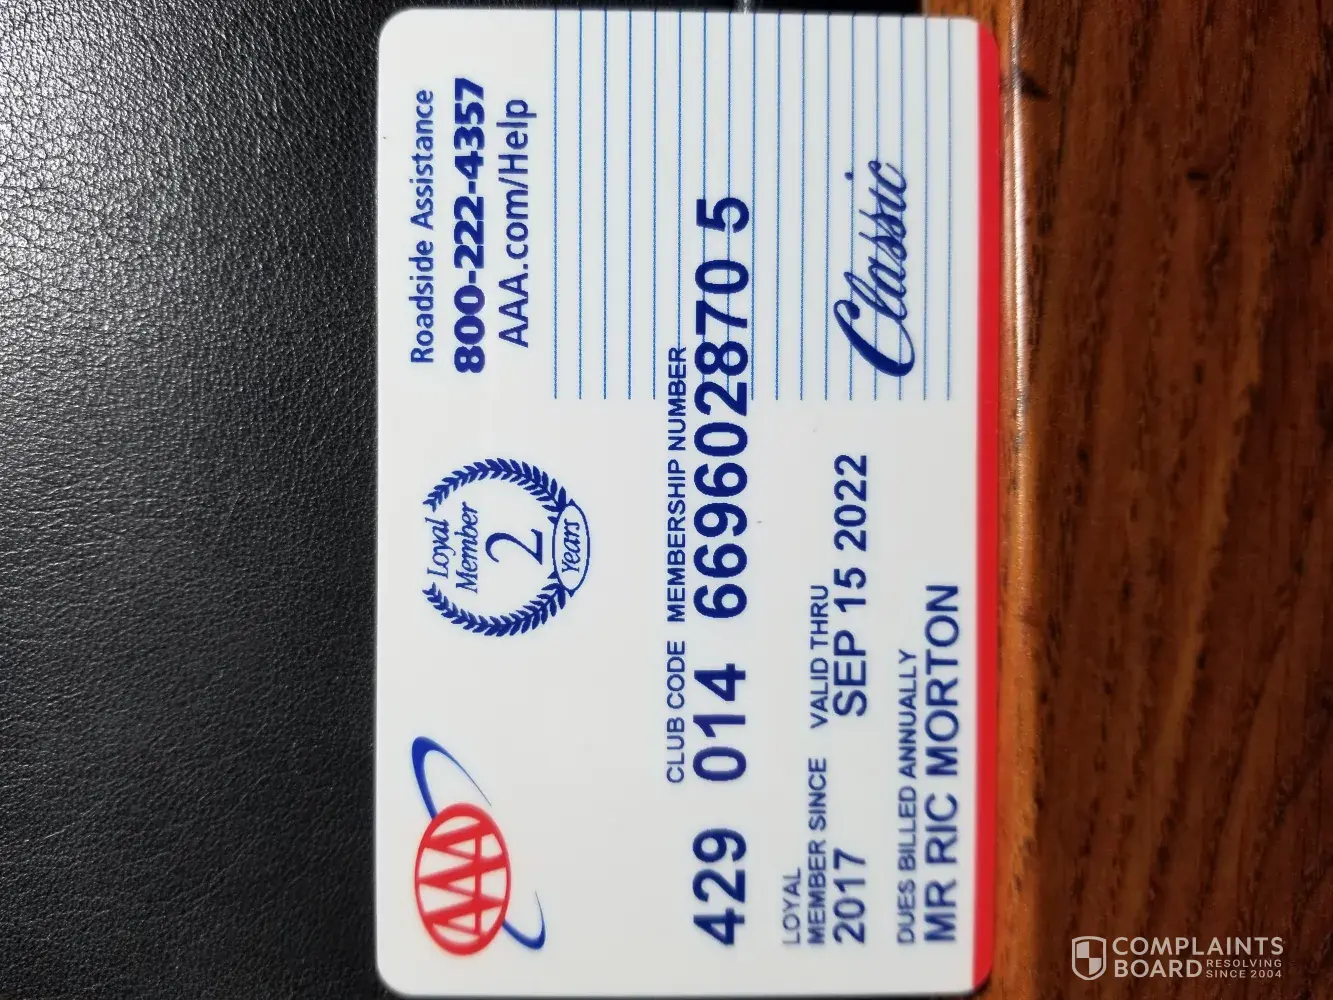 AAA
Loyal
Member
2
Years
Roadside Assistance
800-222-4357
AAA.com/Help
CLUB CODE MEMBERSHIP NUMBER
429 014 669602870 5
LOYAL
MEMBER SINCE VALID THRU
2017 SEP 15 2022
Classic
DUES BILLED ANNUALLY
MR RIC MORTON
COMPLAINTS
BOARD RESOLVING
SINCE 2004